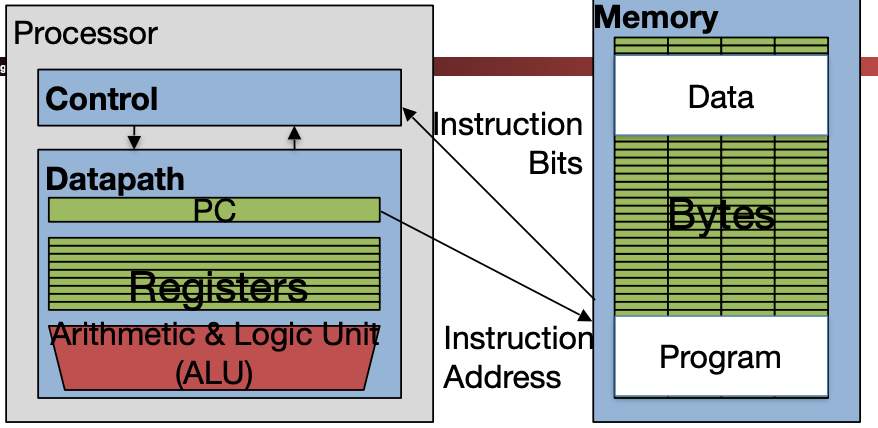 Processor
Memory
Control
Data
Instruction
Bits
Datapath
PC
Bytes
Registers
Arithmetic & Logic Unit
(ALU)
Instruction
Address
Program